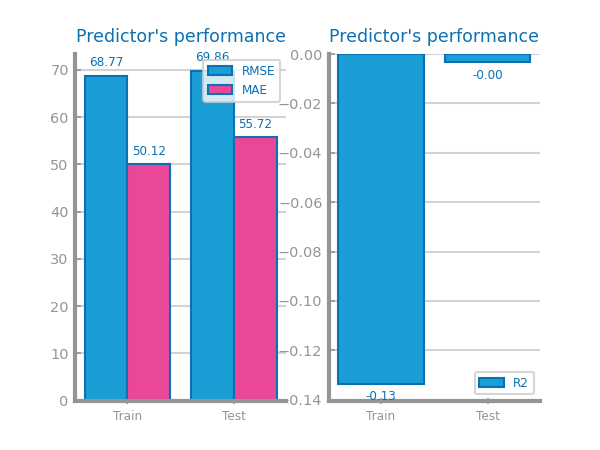 Predictor's performance
68.77
69.86
50.12
55.72
RMSE
MAE
70
60
50
40
30
20
10
0
Train
Test
Predictor's performance
0.00
−0.02
−0.04
−0.06
−0.08
−0.10
−0.12
−0.14
-0.00
-0.13
R2
Train
Test